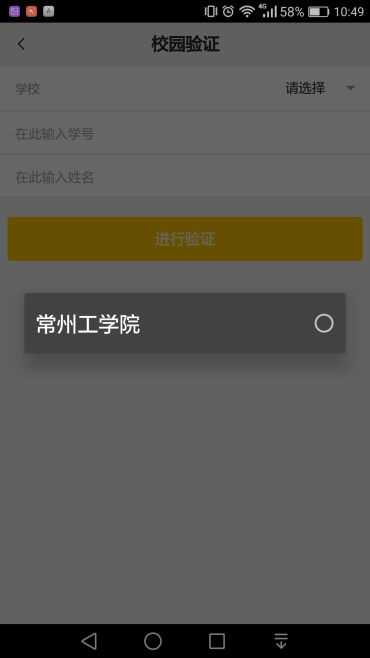 4G 58% 10:49
校园验证
学校 请选择
在此输入学号
在此输入姓名
进行验证
常州工学院